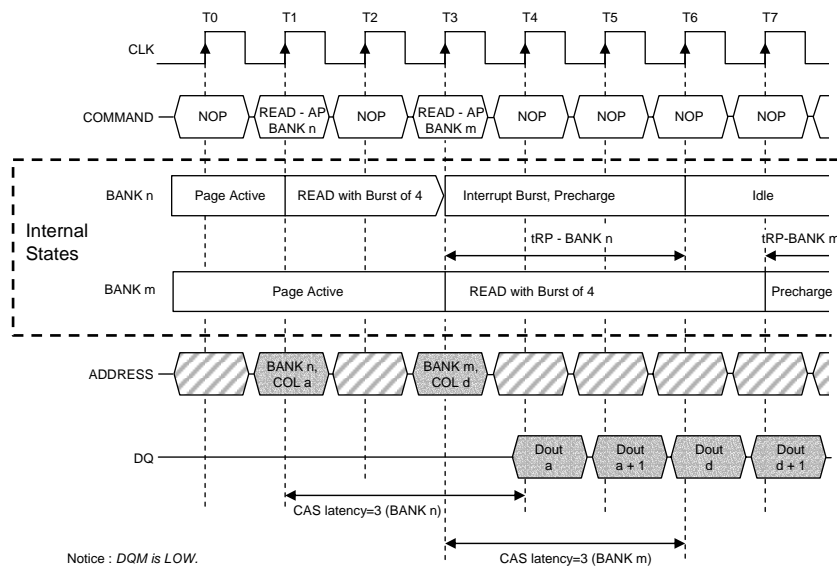 T0 T1 T2 T3 T4 T5 T6 T7
CLK
COMMAND NOP READ - AP BANK n NOP READ - AP BANK m NOP NOP NOP NOP
Internal States
BANK n Page Active READ with Burst of 4 Interrupt Burst, Precharge Idle
tRP - BANK n tRP-BANK m
BANK m Page Active READ with Burst of 4 Precharge
ADDRESS BANK n, COL a BANK m, COL d
DQ Dout a Dout a + 1 Dout d Dout d + 1
CAS latency=3 (BANK n)
CAS latency=3 (BANK m)
Notice : DQM is LOW.